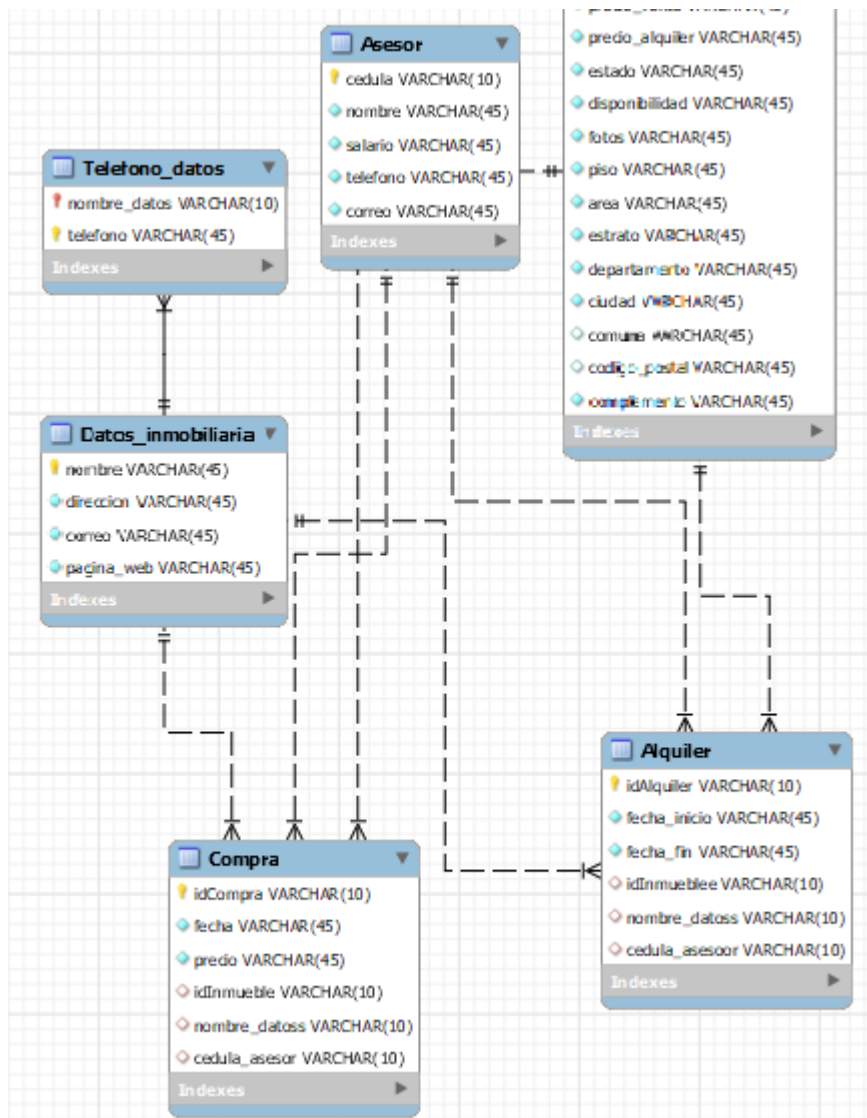 Asesor
cedula VARCHAR(10)
nombre VARCHAR(45)
salario VARCHAR(45)
telefono VARCHAR(45)
correo VARCHAR(45)
Indexes
precio_alquiler VARCHAR(45)
estado VARCHAR(45)
disponibilidad VARCHAR(45)
fotos VARCHAR(45)
piso VARCHAR(45)
area VARCHAR(45)
estrato VARCHAR(45)
departamento VARCHAR(45)
ciudad VARCHAR(45)
comuna VARCHAR(45)
codigo_postal VARCHAR(45)
complemento VARCHAR(45)
Indexes
Telefono_datos
nombre_datos VARCHAR(10)
telefono VARCHAR(45)
Indexes
Datos_inmobiliaria
nombre VARCHAR(45)
direccion VARCHAR(45)
correo VARCHAR(45)
pagina_web VARCHAR(45)
Indexes
Alquiler
idAlquiler VARCHAR(10)
fecha_inicio VARCHAR(45)
fecha_fin VARCHAR(45)
idInmueblee VARCHAR(10)
nombre_datoss VARCHAR(10)
cedula_asesoor VARCHAR(10)
Indexes
Compra
idCompra VARCHAR(10)
fecha VARCHAR(45)
precio VARCHAR(45)
idInmueble VARCHAR(10)
nombre_datoss VARCHAR(10)
cedula_asesor VARCHAR(10)
Indexes